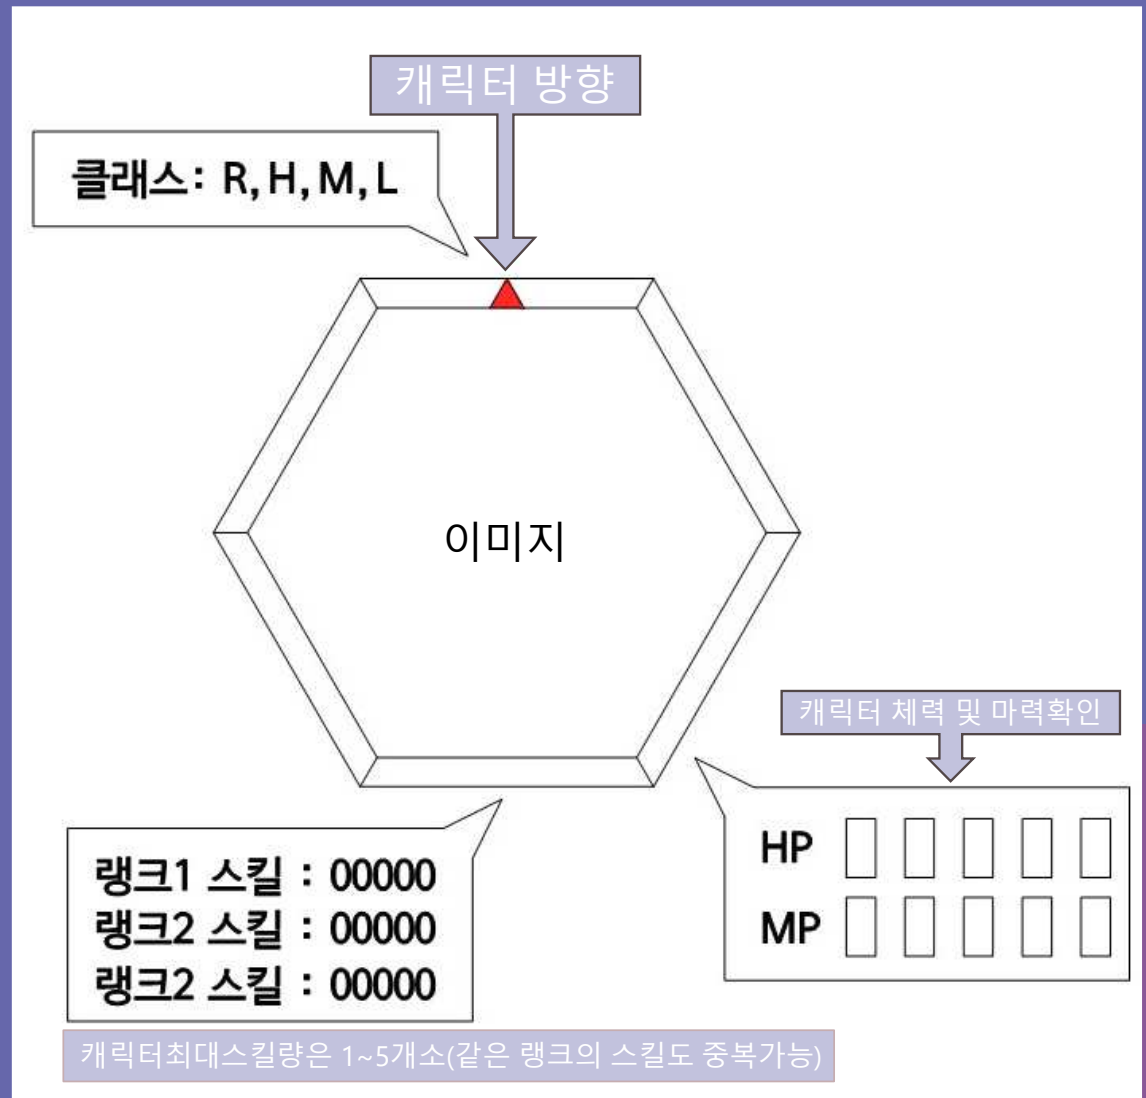 캐릭터 방향
클래스: R, H, M, L
이미지
캐릭터 체력 및 마력확인
HP
MP
랭크1 스킬 : 00000
랭크2 스킬 : 00000
랭크2 스킬 : 00000
캐릭터최대스킬량은 1~5개소(같은 랭크의 스킬도 중복가능)